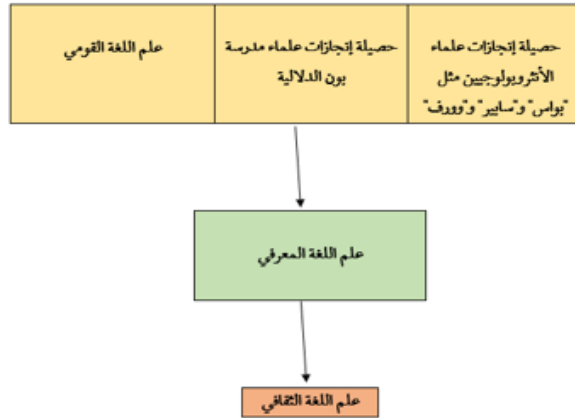 حصيلة إنجازات علماء
الأنثروبولوجيين مثل
"بواس" و"سابير" و"وورف"
حصيلة إنجازات علماء مدرسة
بون الدلالية
علم اللغة القومي
علم اللغة المعرفي
علم اللغة الثقافي